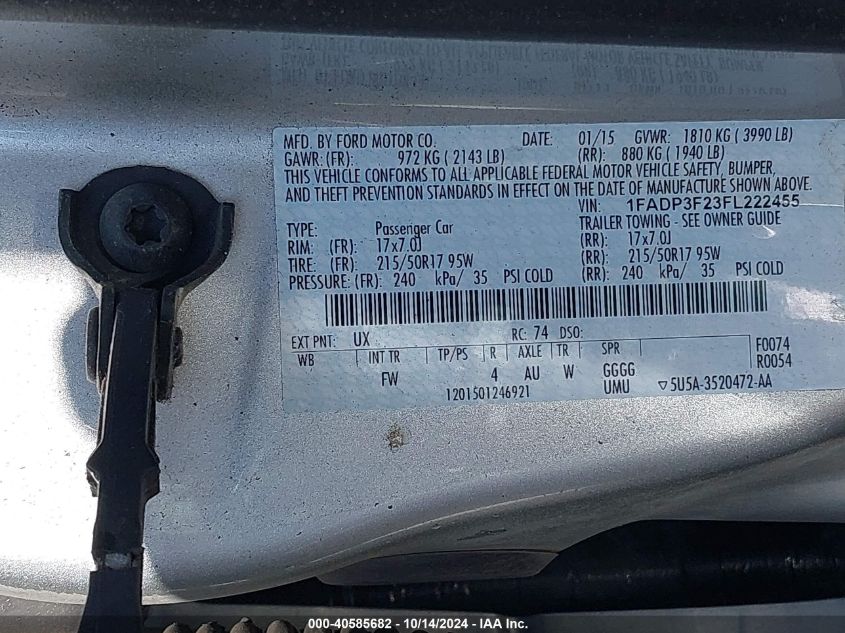 MFD. BY FORD MOTOR CO. DATE: 01/15 GVWR: 1810 KG ( 3990 LB)
GAWR: (FR): 972 KG ( 2143 LB) (RR): 880 KG ( 1940 LB)
THIS VEHICLE CONFORMS TO ALL APPLICABLE FEDERAL MOTOR VEHICLE SAFETY, BUMPER,
AND THEFT PREVENTION STANDARDS IN EFFECT ON THE DATE OF MANUFACTURE SHOWN ABOVE.
VIN: 1FADP3F23FL222455
TYPE: Passenger Car TRAILER TOWING - SEE OWNER GUIDE
RIM: (FR): 17x7.0J (RR): 17x7.0J
TIRE: (FR): 215/50R17 95W (RR): 215/50R17 95W
PRESSURE: (FR): 240 kPa/ 35 PSI COLD (RR): 240 kPa/ 35 PSI COLD
EXT PNT: UX RC: 74 DSO: F0074
WB INT TR TP/PS R AXLE TR SPR R0054
FW 4 AU W GGGG
1201501246921 UMU ▽5U5A-3520472-AA
000-40585682 - 10/14/2024 - IAA Inc.